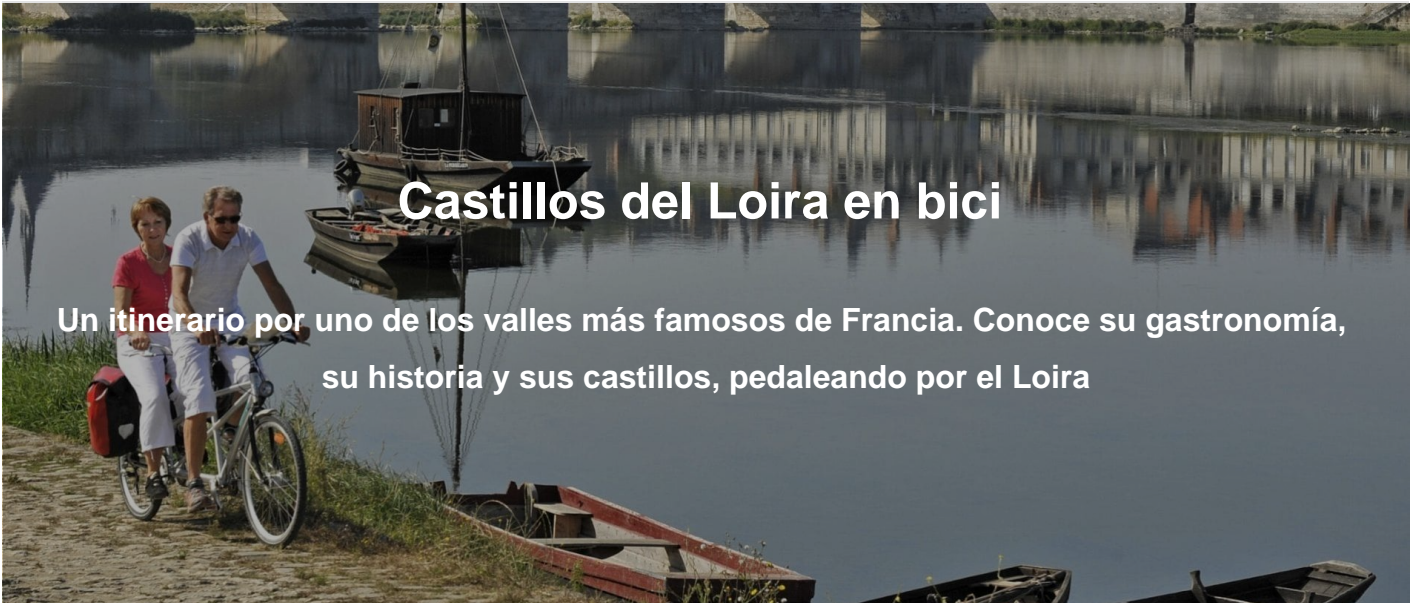 Castillos del Loira en bici
Un itinerario por uno de los valles más famosos de Francia. Conoce su gastronomía,
su historia y sus castillos, pedaleando por el Loira